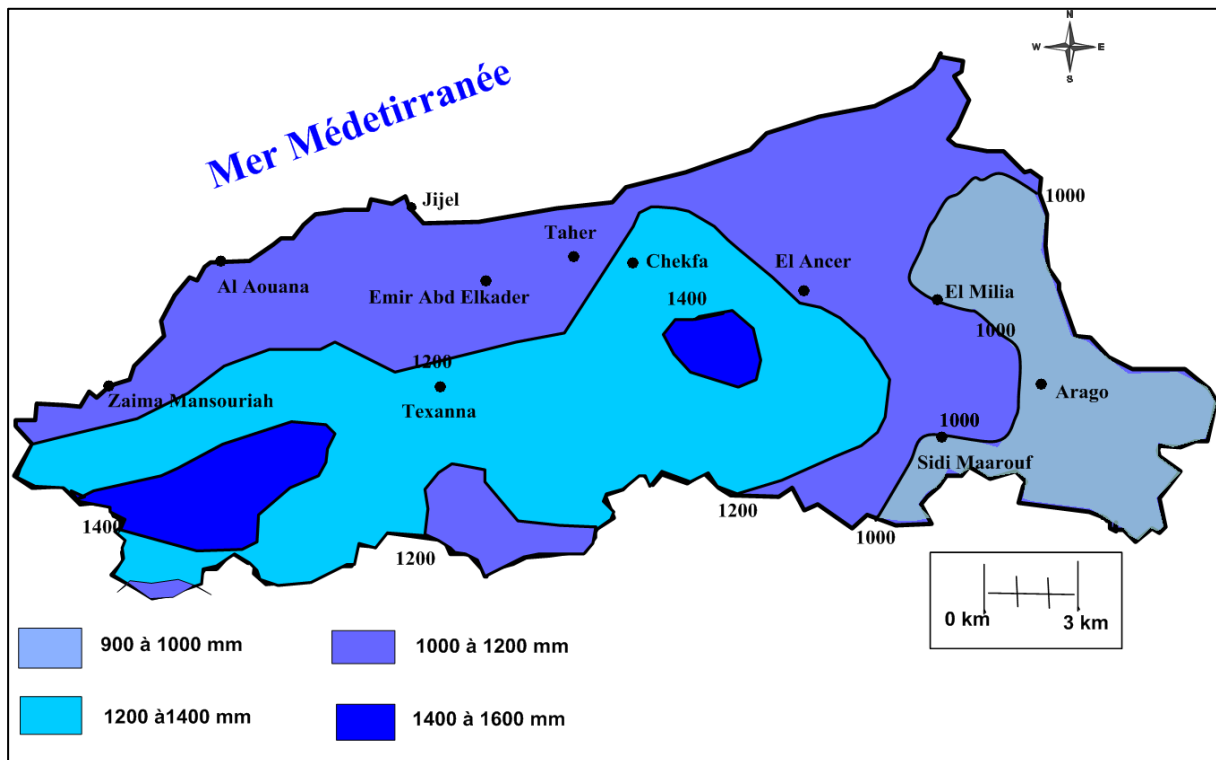 N
W E
S
Mer Médetirranée
Jijel
1000
Taher
Chekfa
El Ancer
Al Aouana
Emir Abd Elkader
1400
El Milia
1000
1200
Zaima Mansouriah
Texanna
Arago
1000
Sidi Maarouf
1400
1200
1200
1000
0 km 3 km
900 à 1000 mm
1000 à 1200 mm
1200 à1400 mm
1400 à 1600 mm